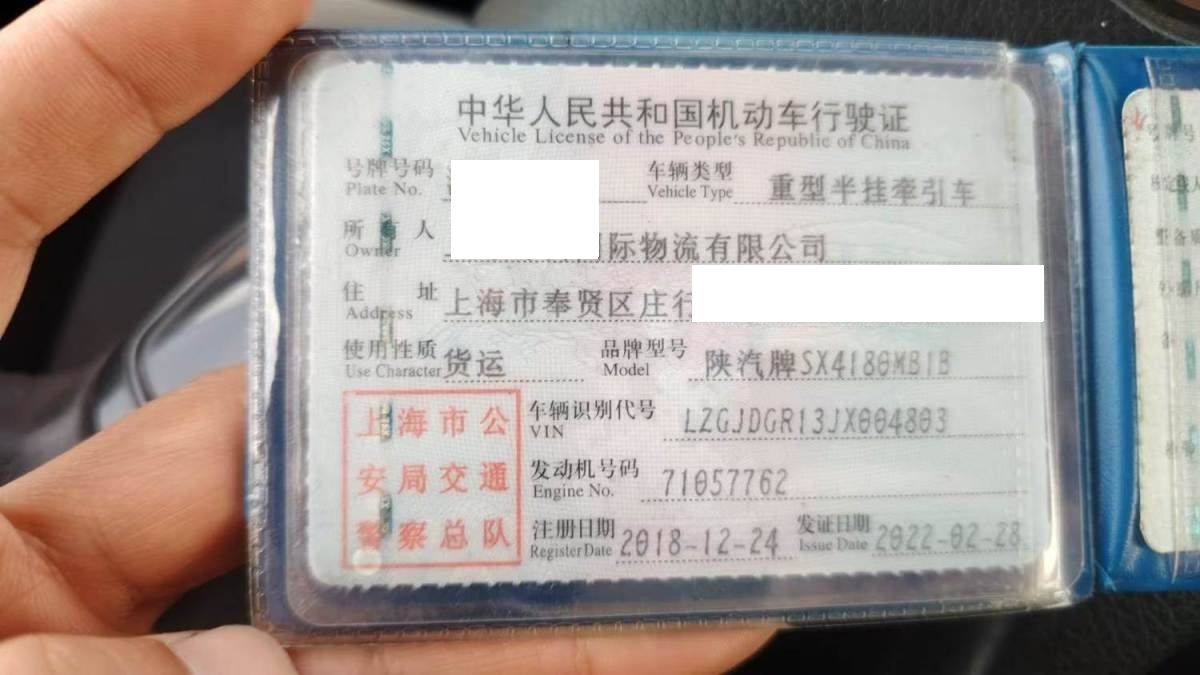 中华人民共和国机动车行驶证
Vehicle License of the People's Republic of China
号牌号码
Plate No.
车辆类型 重型半挂牵引车
Vehicle Type
所 人 际物流有限公司
Owner
住 址 上海市奉贤区庄行
Address
使用性质 货运 品牌型号 陕汽牌SX4180MB1B
Use Character Model
上海市公
安局交通
警察总队
车辆识别代号 LZGJDGR13JX004803
VIN
发动机号码 71057762
Engine No.
注册日期 2018-12-24 发证日期 2022-02-28
Register Date Issue Date